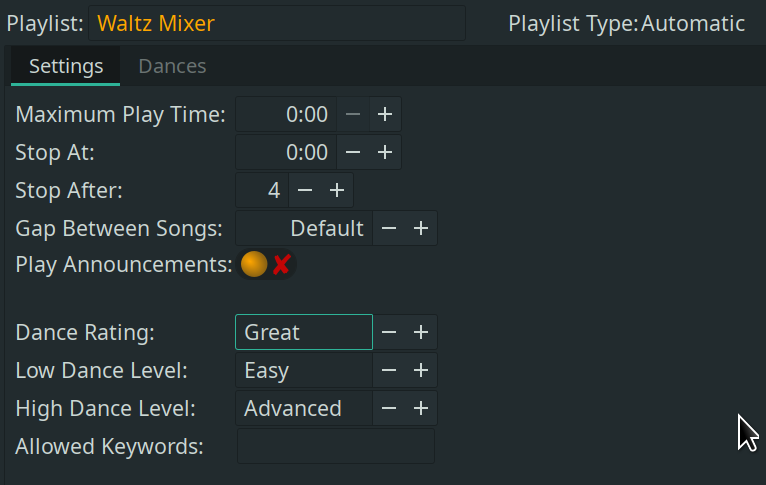 Playlist: Waltz Mixer Playlist Type:Automatic
Settings Dances
Maximum Play Time: 0:00 − +
Stop At: 0:00 − +
Stop After: 4 − +
Gap Between Songs: Default − +
Play Announcements: ✘
Dance Rating: Great − +
Low Dance Level: Easy − +
High Dance Level: Advanced − +
Allowed Keywords: